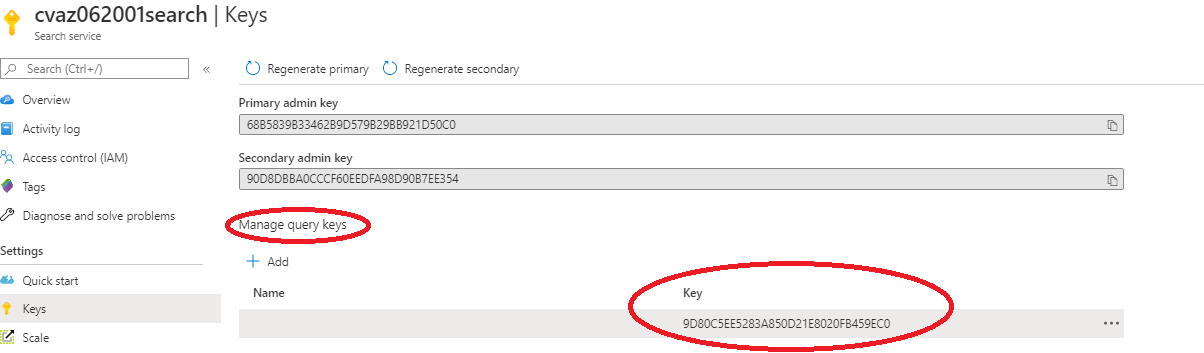 cvaz062001search | Keys
Search service
Search (Ctrl+/)
«
Regenerate primary
Regenerate secondary
Overview
Activity log
Access control (IAM)
Tags
Diagnose and solve problems
Settings
Quick start
Keys
Scale
Primary admin key
68B5839B33462B9D579B29BB921D50C0
Secondary admin key
90D8DBBA0CCCF60EEDFA98D90B7EE354
Manage query keys
+ Add
Name Key
9D80C5EE5283A850D21E8020FB459EC0 ...